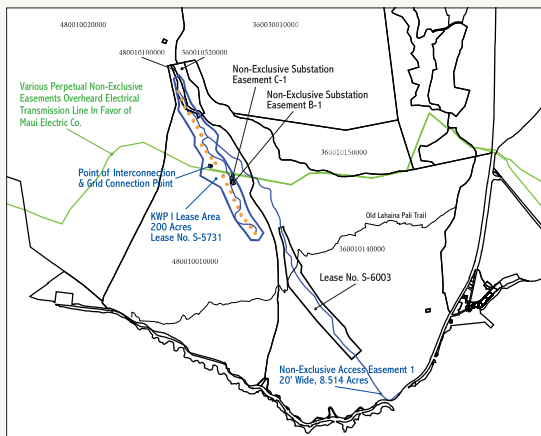 480010020000
360030010000
480010100000
360010520000
Non-Exclusive Substation
Easement C-1
Non-Exclusive Substation
Easement B-1
Various Perpetual Non-Exclusive
Easements Overheard Electrical
Transmission Line In Favor of
Maui Electric Co.
360010150000
Point of Interconnection
& Grid Connection Point
KWP I Lease Area
200 Acres
Lease No. S-5731
Old Lahaina Pali Trail
360010140000
480010010000
Lease No. S-6003
Non-Exclusive Access Easement 1
20' Wide, 8.514 Acres